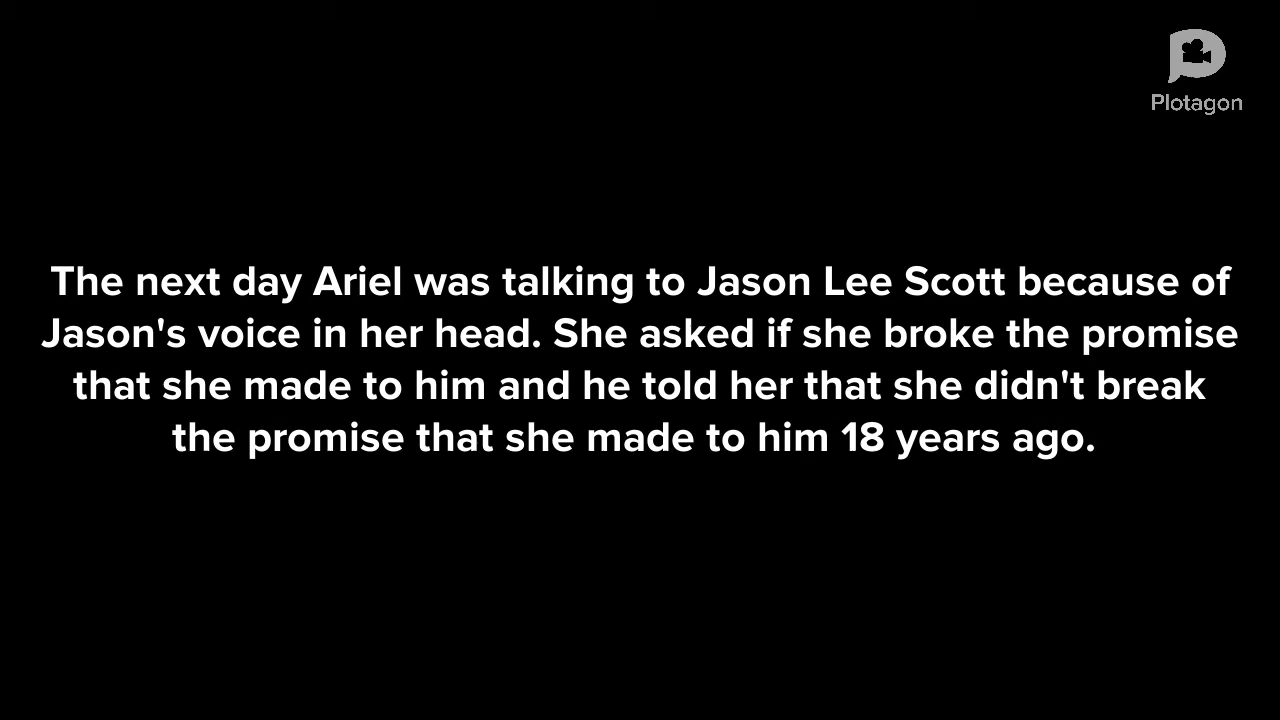 Plotagon
The next day Ariel was talking to Jason Lee Scott because of
Jason's voice in her head. She asked if she broke the promise
that she made to him and he told her that she didn't break
the promise that she made to him 18 years ago.